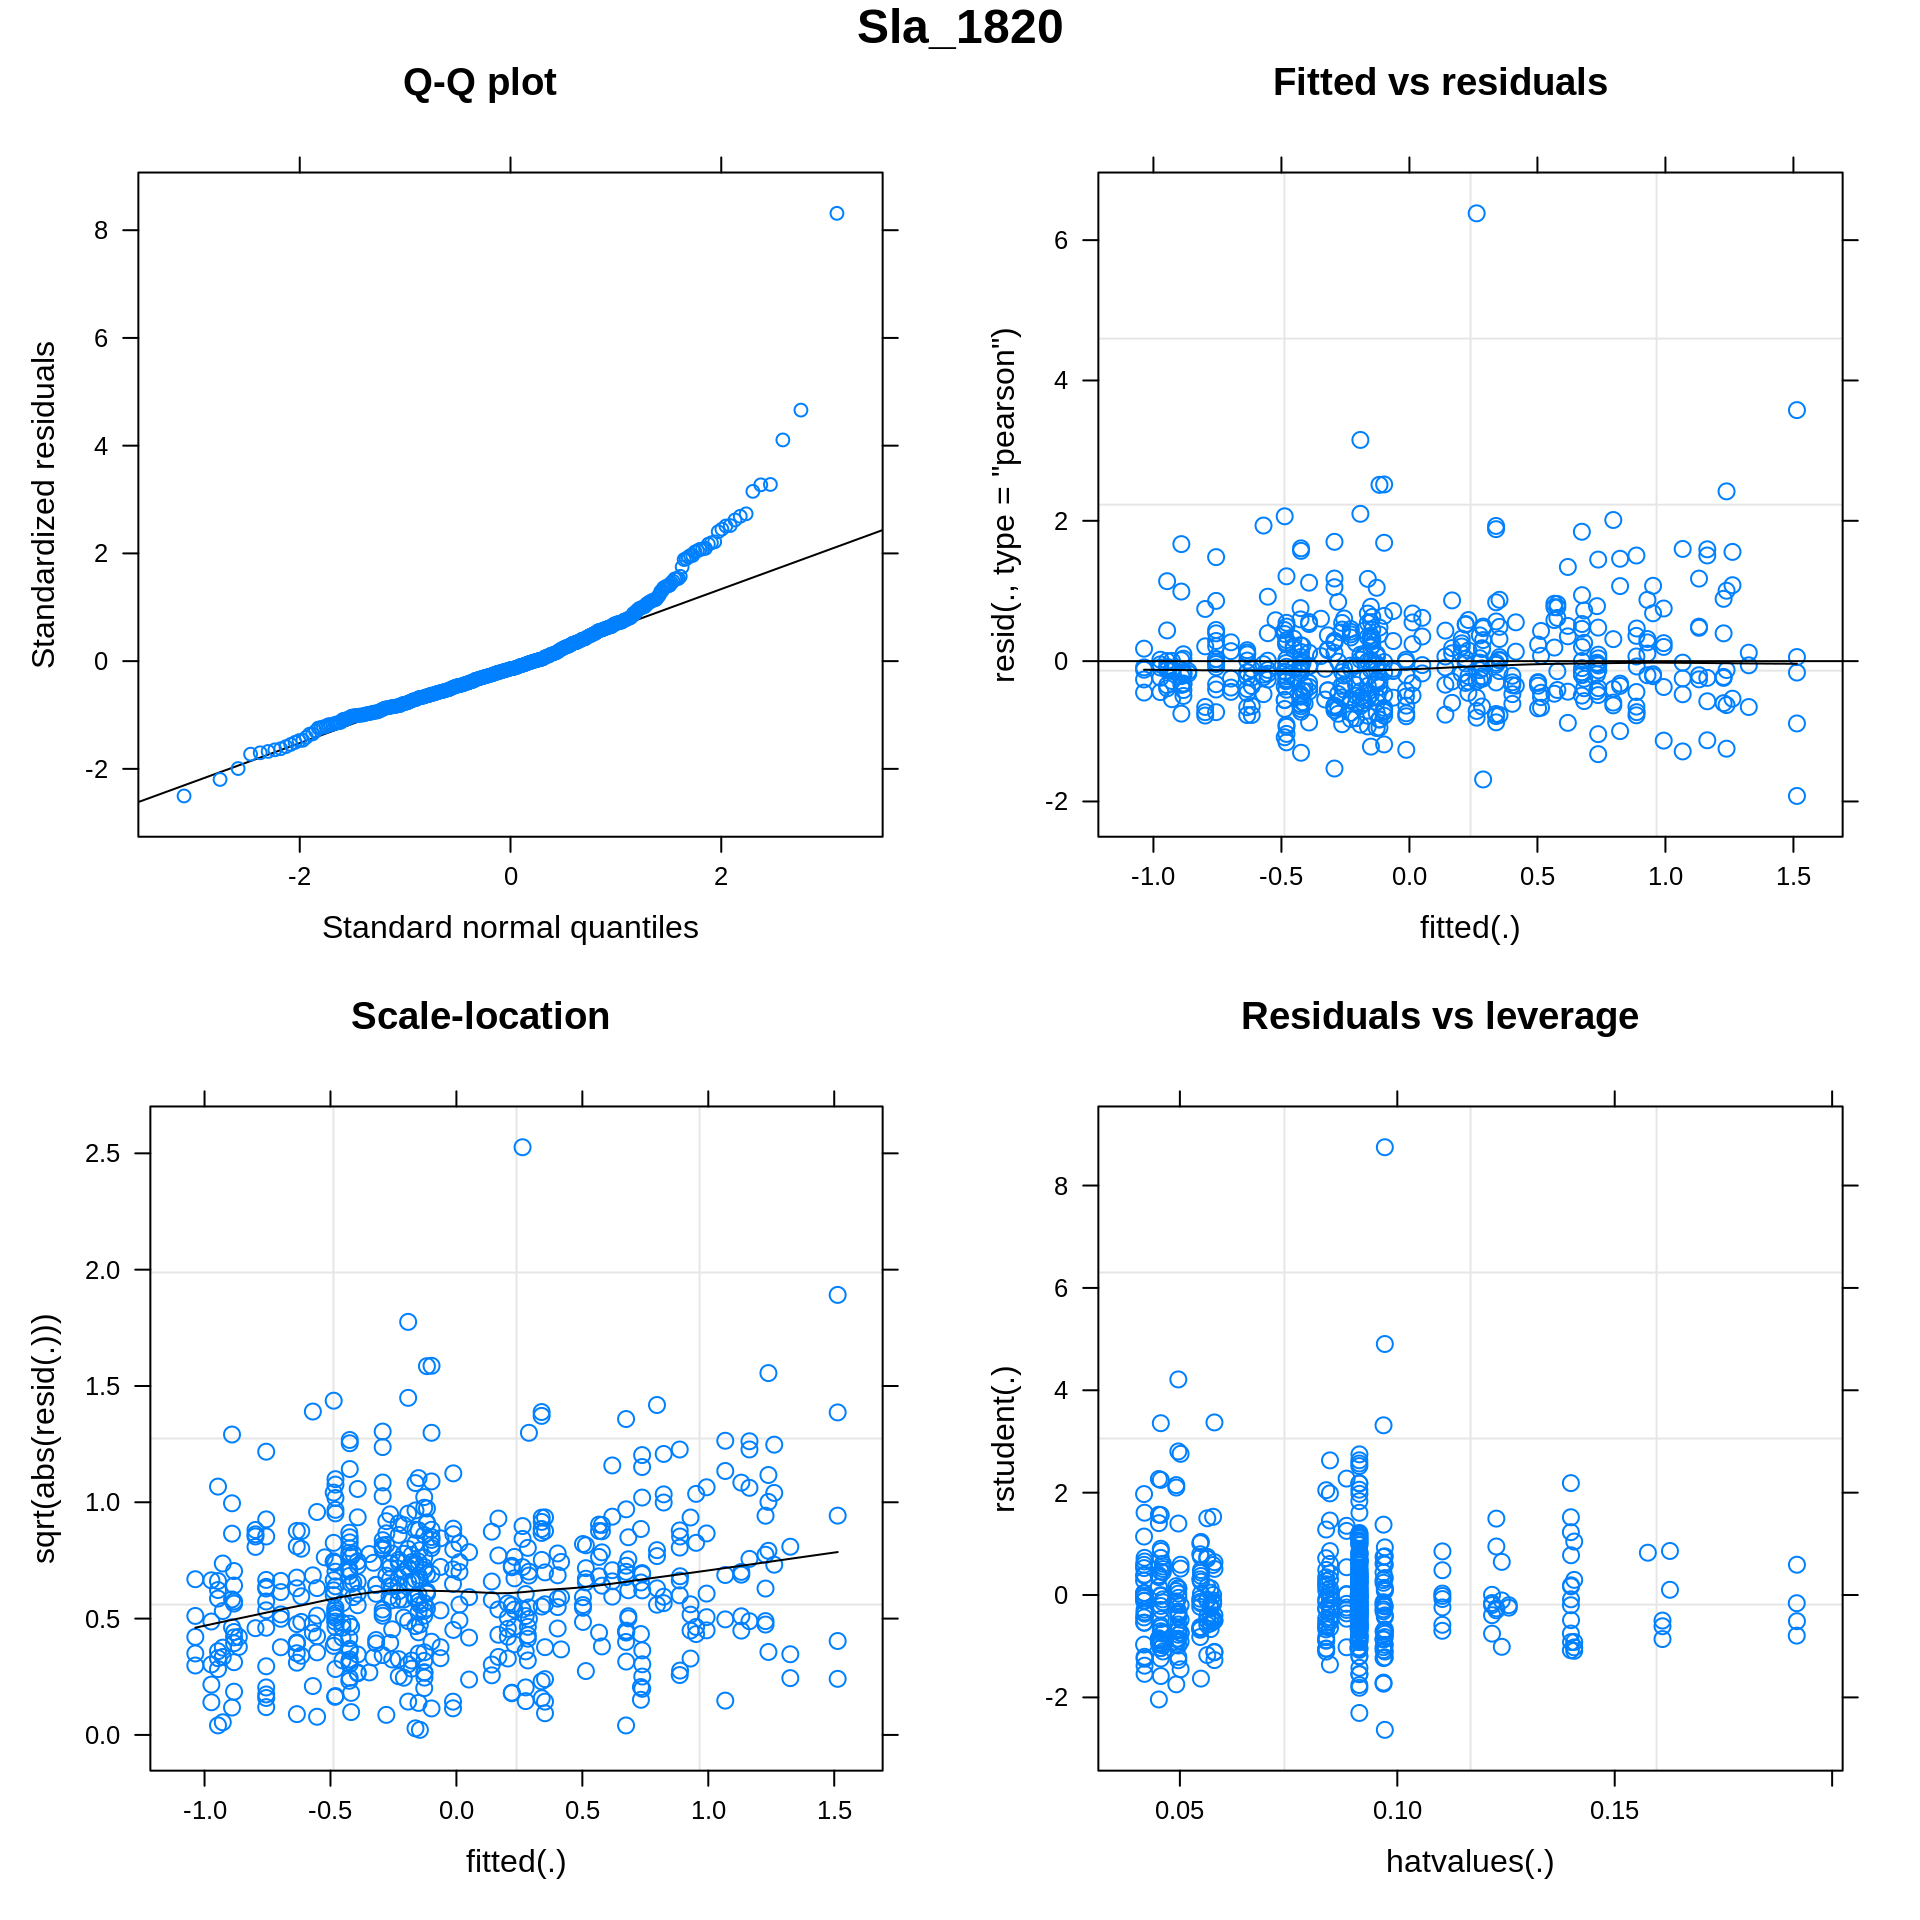 Sla_1820
Q-Q plot
Standardized residuals
8
6
4
2
0
-2
-2 0 2
Standard normal quantiles
Fitted vs residuals
resid(., type = "pearson")
6
4
2
0
-2
-1.0 -0.5 0.0 0.5 1.0 1.5
fitted(.)
Scale-location
sqrt(abs(resid(.)))
2.5
2.0
1.5
1.0
0.5
0.0
-1.0 -0.5 0.0 0.5 1.0 1.5
fitted(.)
Residuals vs leverage
rstudent(.)
8
6
4
2
0
-2
0.05 0.10 0.15
hatvalues(.)